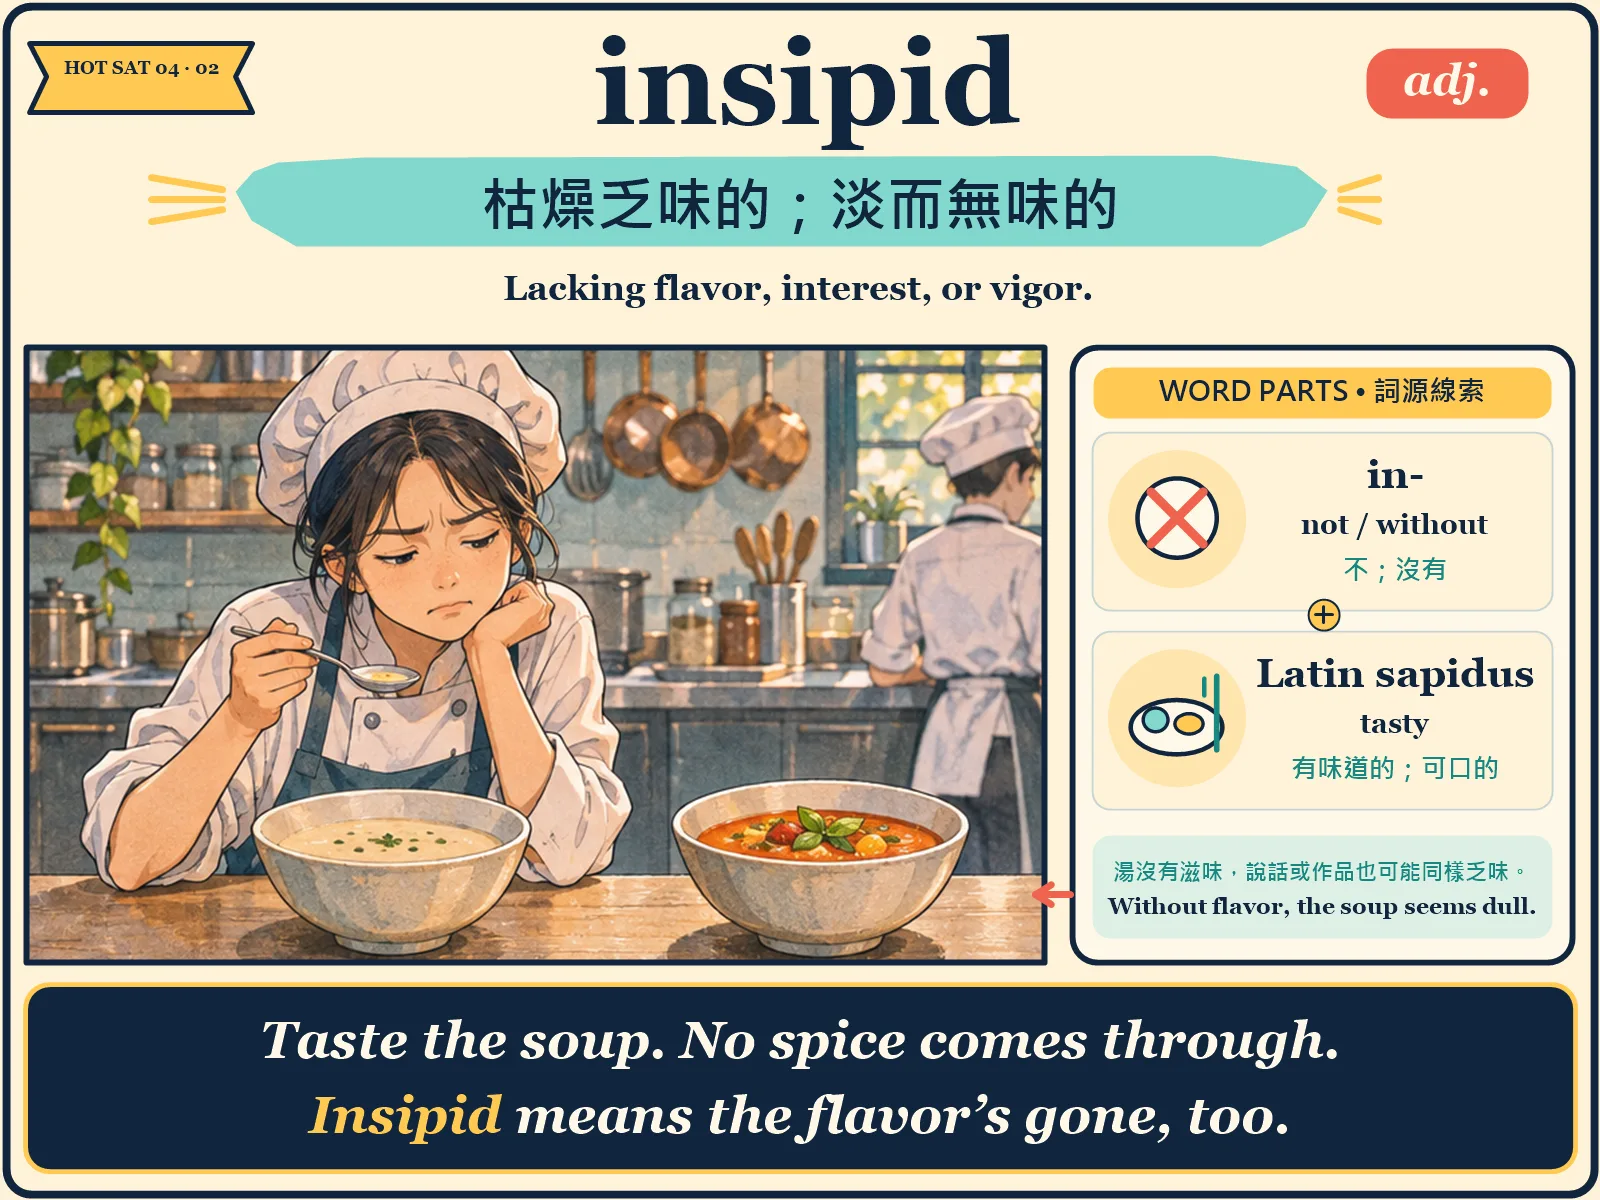 HOT SAT 04 · 02
insipid
adj.
枯燥乏味的；淡而無味的
Lacking flavor, interest, or vigor.
WORD PARTS • 詞源線索
in-
not / without
不；沒有
Latin sapidus
tasty
有味道的；可口的
湯沒有滋味，說話或作品也可能同樣乏味。
Without flavor, the soup seems dull.
Taste the soup. No spice comes through.
Insipid means the flavor’s gone, too.